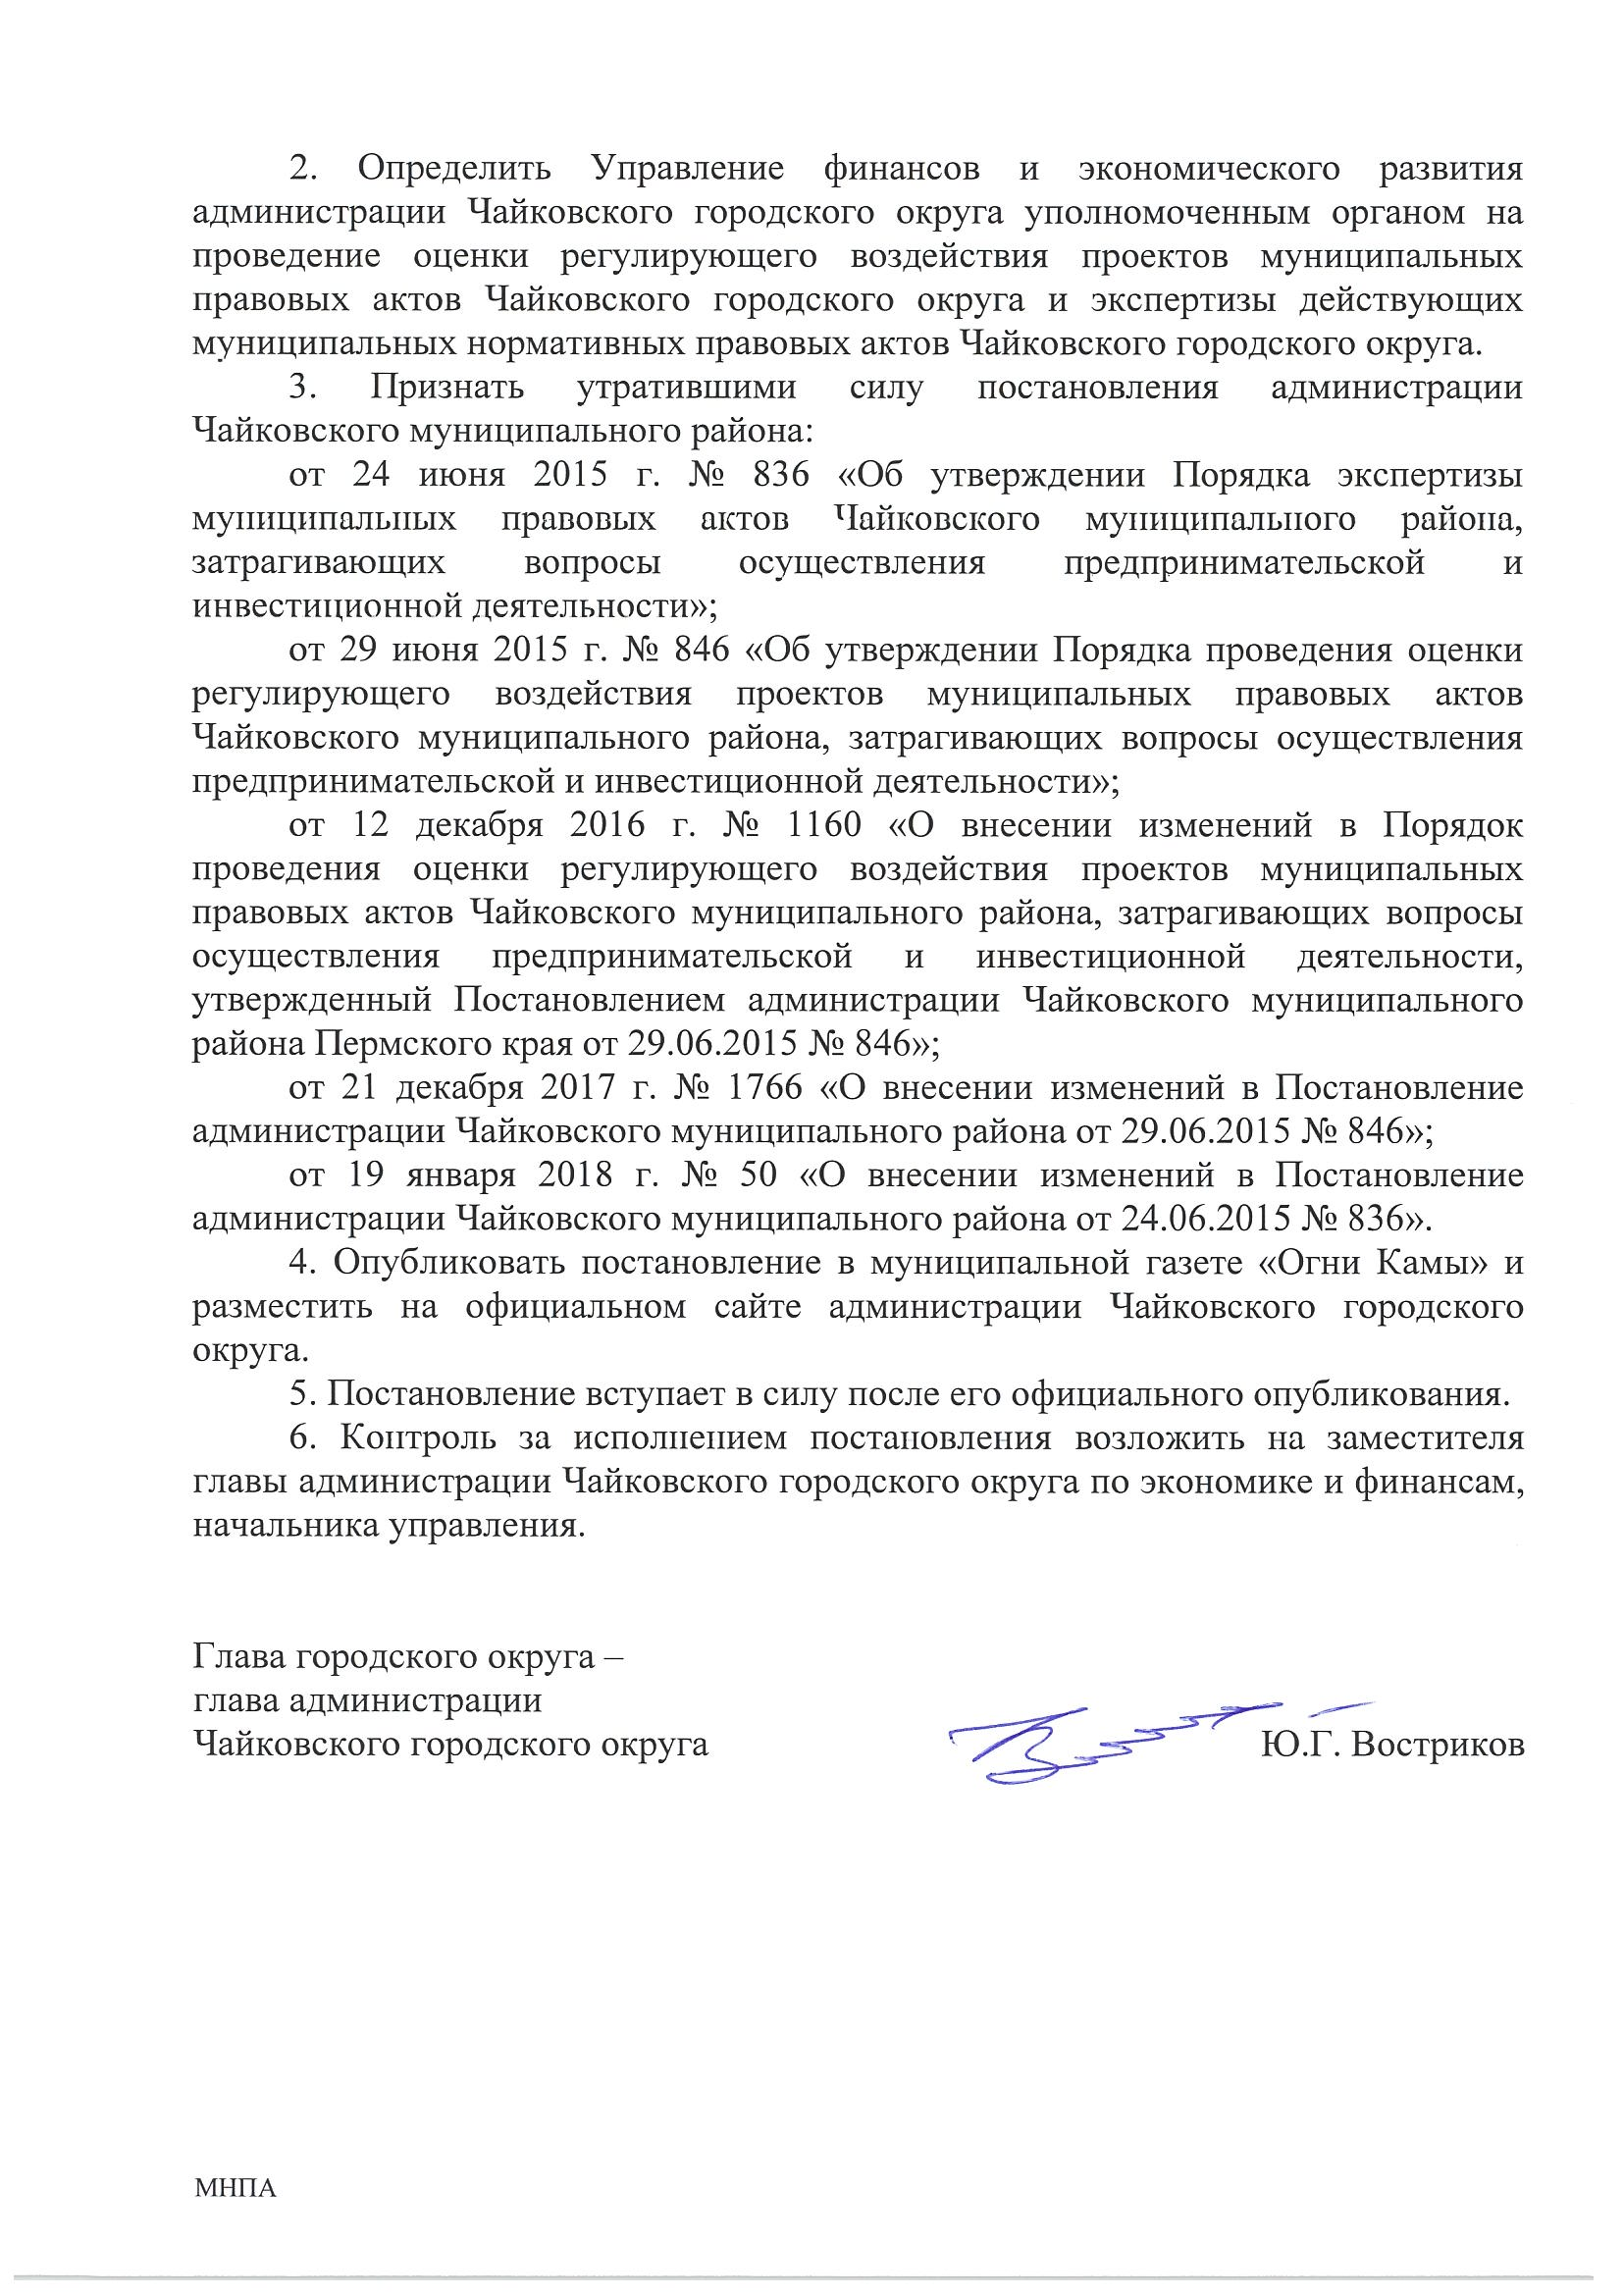 2. Определить Управление финансов и экономического развития
администрации Чайковского городского округа уполномоченным органом на
проведение оценки регулирующего воздействия проектов муниципальных
правовых актов Чайковского городского округа и экспертизы действующих
муниципальных нормативных правовых актов Чайковского городского округа.
3. Признать утратившими силу постановления администрации
Чайковского муниципального района:
от 24 июня 2015 г. № 836 «Об утверждении Порядка экспертизы
муниципальных правовых актов Чайковского муниципального района,
затрагивающих вопросы осуществления предпринимательской и
инвестиционной деятельности»;
от 29 июня 2015 г. № 846 «Об утверждении Порядка проведения оценки
регулирующего воздействия проектов муниципальных правовых актов
Чайковского муниципального района, затрагивающих вопросы осуществления
предпринимательской и инвестиционной деятельности»;
от 12 декабря 2016 г. № 1160 «О внесении изменений в Порядок
проведения оценки регулирующего воздействия проектов муниципальных
правовых актов Чайковского муниципального района, затрагивающих вопросы
осуществления предпринимательской и инвестиционной деятельности,
утвержденный Постановлением администрации Чайковского муниципального
района Пермского края от 29.06.2015 № 846»;
от 21 декабря 2017 г. № 1766 «О внесении изменений в Постановление
администрации Чайковского муниципального района от 29.06.2015 № 846»;
от 19 января 2018 г. № 50 «О внесении изменений в Постановление
администрации Чайковского муниципального района от 24.06.2015 № 836».
4. Опубликовать постановление в муниципальной газете «Огни Камы» и
разместить на официальном сайте администрации Чайковского городского
округа.
5. Постановление вступает в силу после его официального опубликования.
6. Контроль за исполнением постановления возложить на заместителя
главы администрации Чайковского городского округа по экономике и финансам,
начальника управления.
Глава городского округа –
глава администрации
Чайковского городского округа Ю.Г. Востриков
МНПА